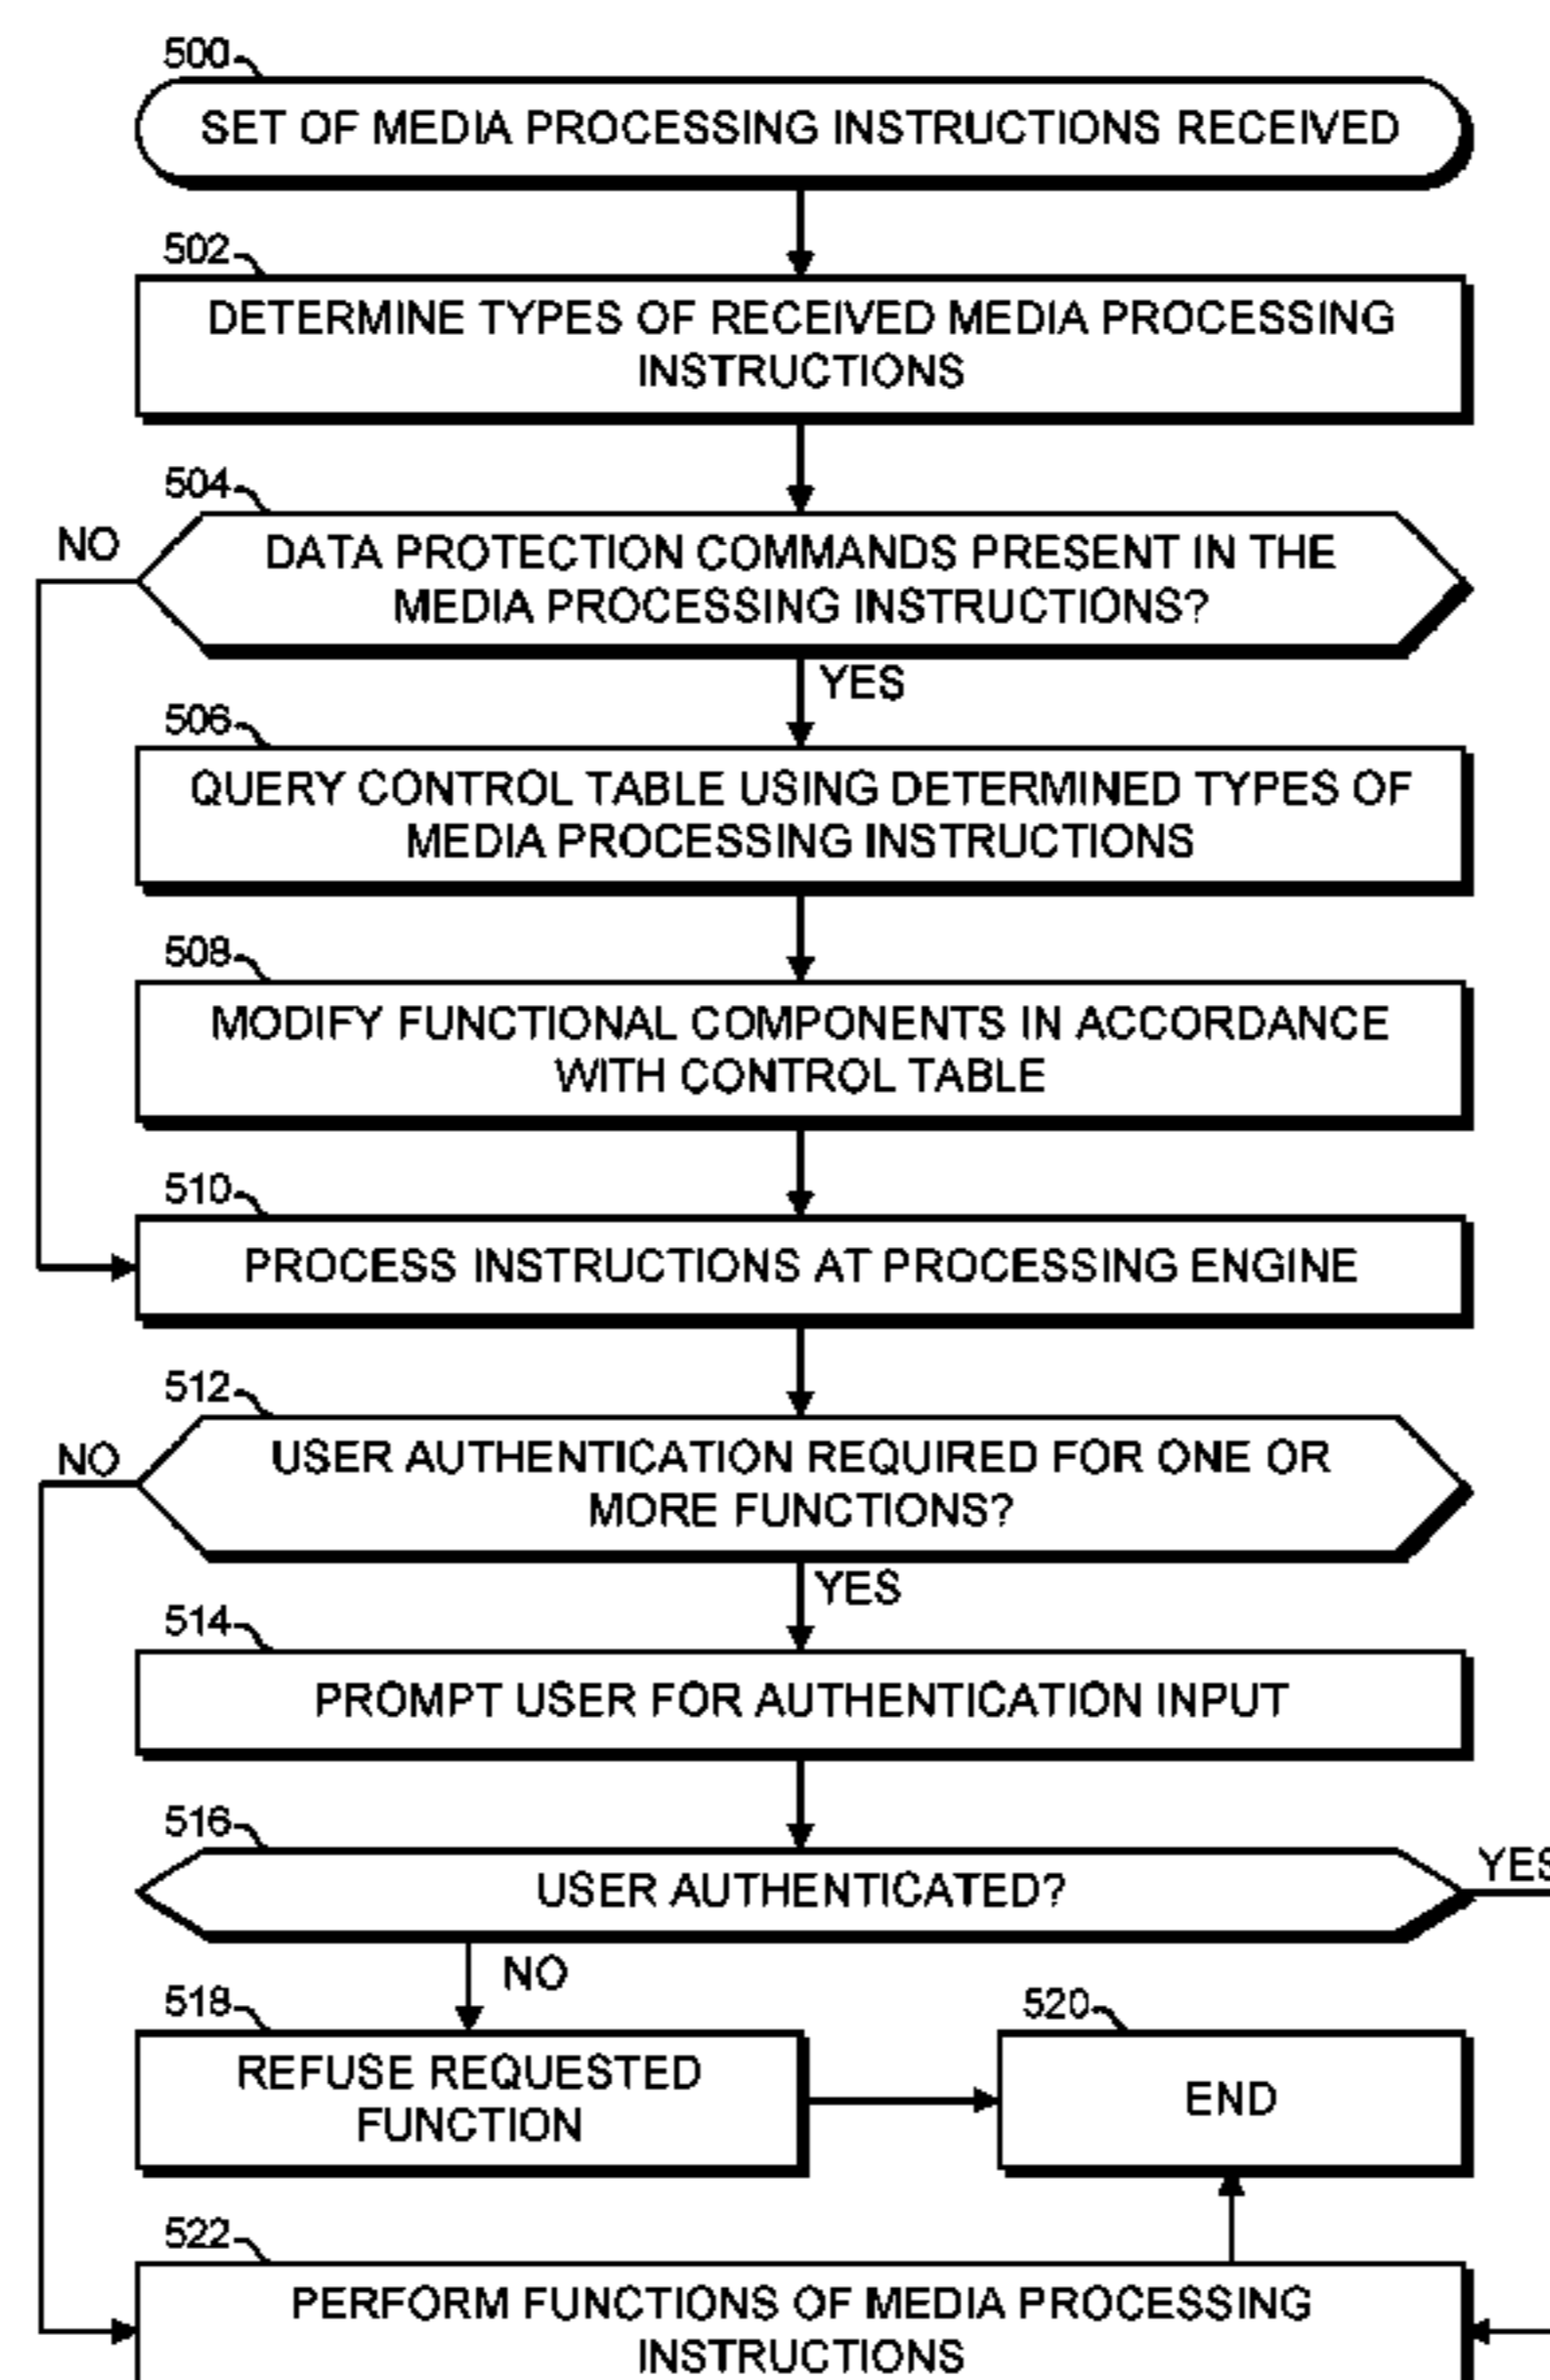 500
SET OF MEDIA PROCESSING INSTRUCTIONS RECEIVED
502
DETERMINE TYPES OF RECEIVED MEDIA PROCESSING
INSTRUCTIONS
504
NO
DATA PROTECTION COMMANDS PRESENT IN THE
MEDIA PROCESSING INSTRUCTIONS?
YES
506
QUERY CONTROL TABLE USING DETERMINED TYPES OF
MEDIA PROCESSING INSTRUCTIONS
508
MODIFY FUNCTIONAL COMPONENTS IN ACCORDANCE
WITH CONTROL TABLE
510
PROCESS INSTRUCTIONS AT PROCESSING ENGINE
512
NO
USER AUTHENTICATION REQUIRED FOR ONE OR
MORE FUNCTIONS?
YES
514
PROMPT USER FOR AUTHENTICATION INPUT
516
USER AUTHENTICATED?
YES
NO
518
REFUSE REQUESTED
FUNCTION
520
END
522
PERFORM FUNCTIONS OF MEDIA PROCESSING
INSTRUCTIONS